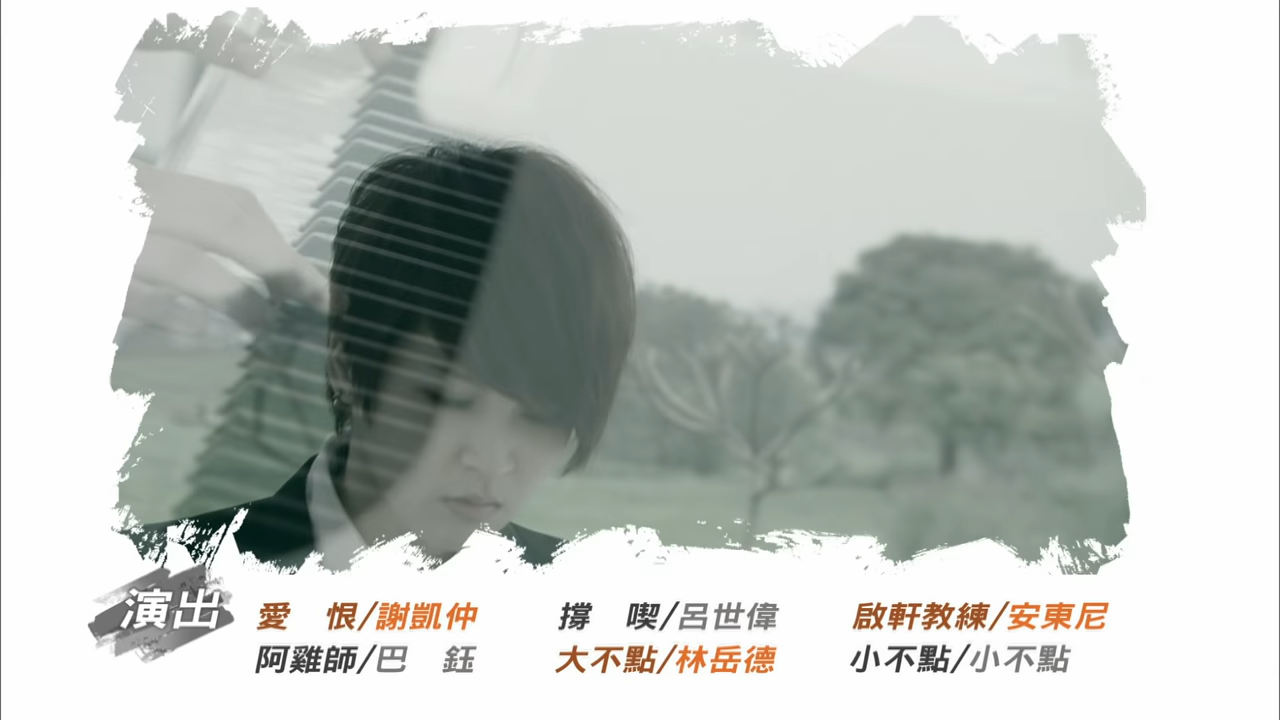 演出
愛　恨/謝凱仲　撐　喫/呂世偉　啟軒教練/安東尼
阿雞師/巴　鈺　大不點/林岳德　小不點/小不點